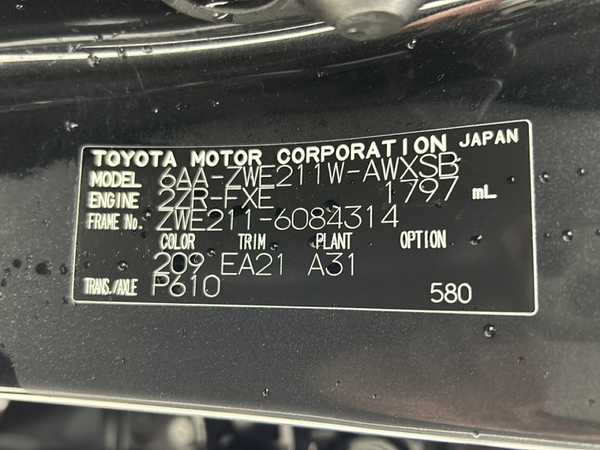 TOYOTA MOTOR CORPORATION JAPAN
MODEL 6AA-ZWE211W-AWXSB
ENGINE 2ZR-FXE 1797 mL
FRAME No. ZWE211-6084314
COLOR TRIM PLANT OPTION
209 EA21 A31
TRANS./AXLE P610 580